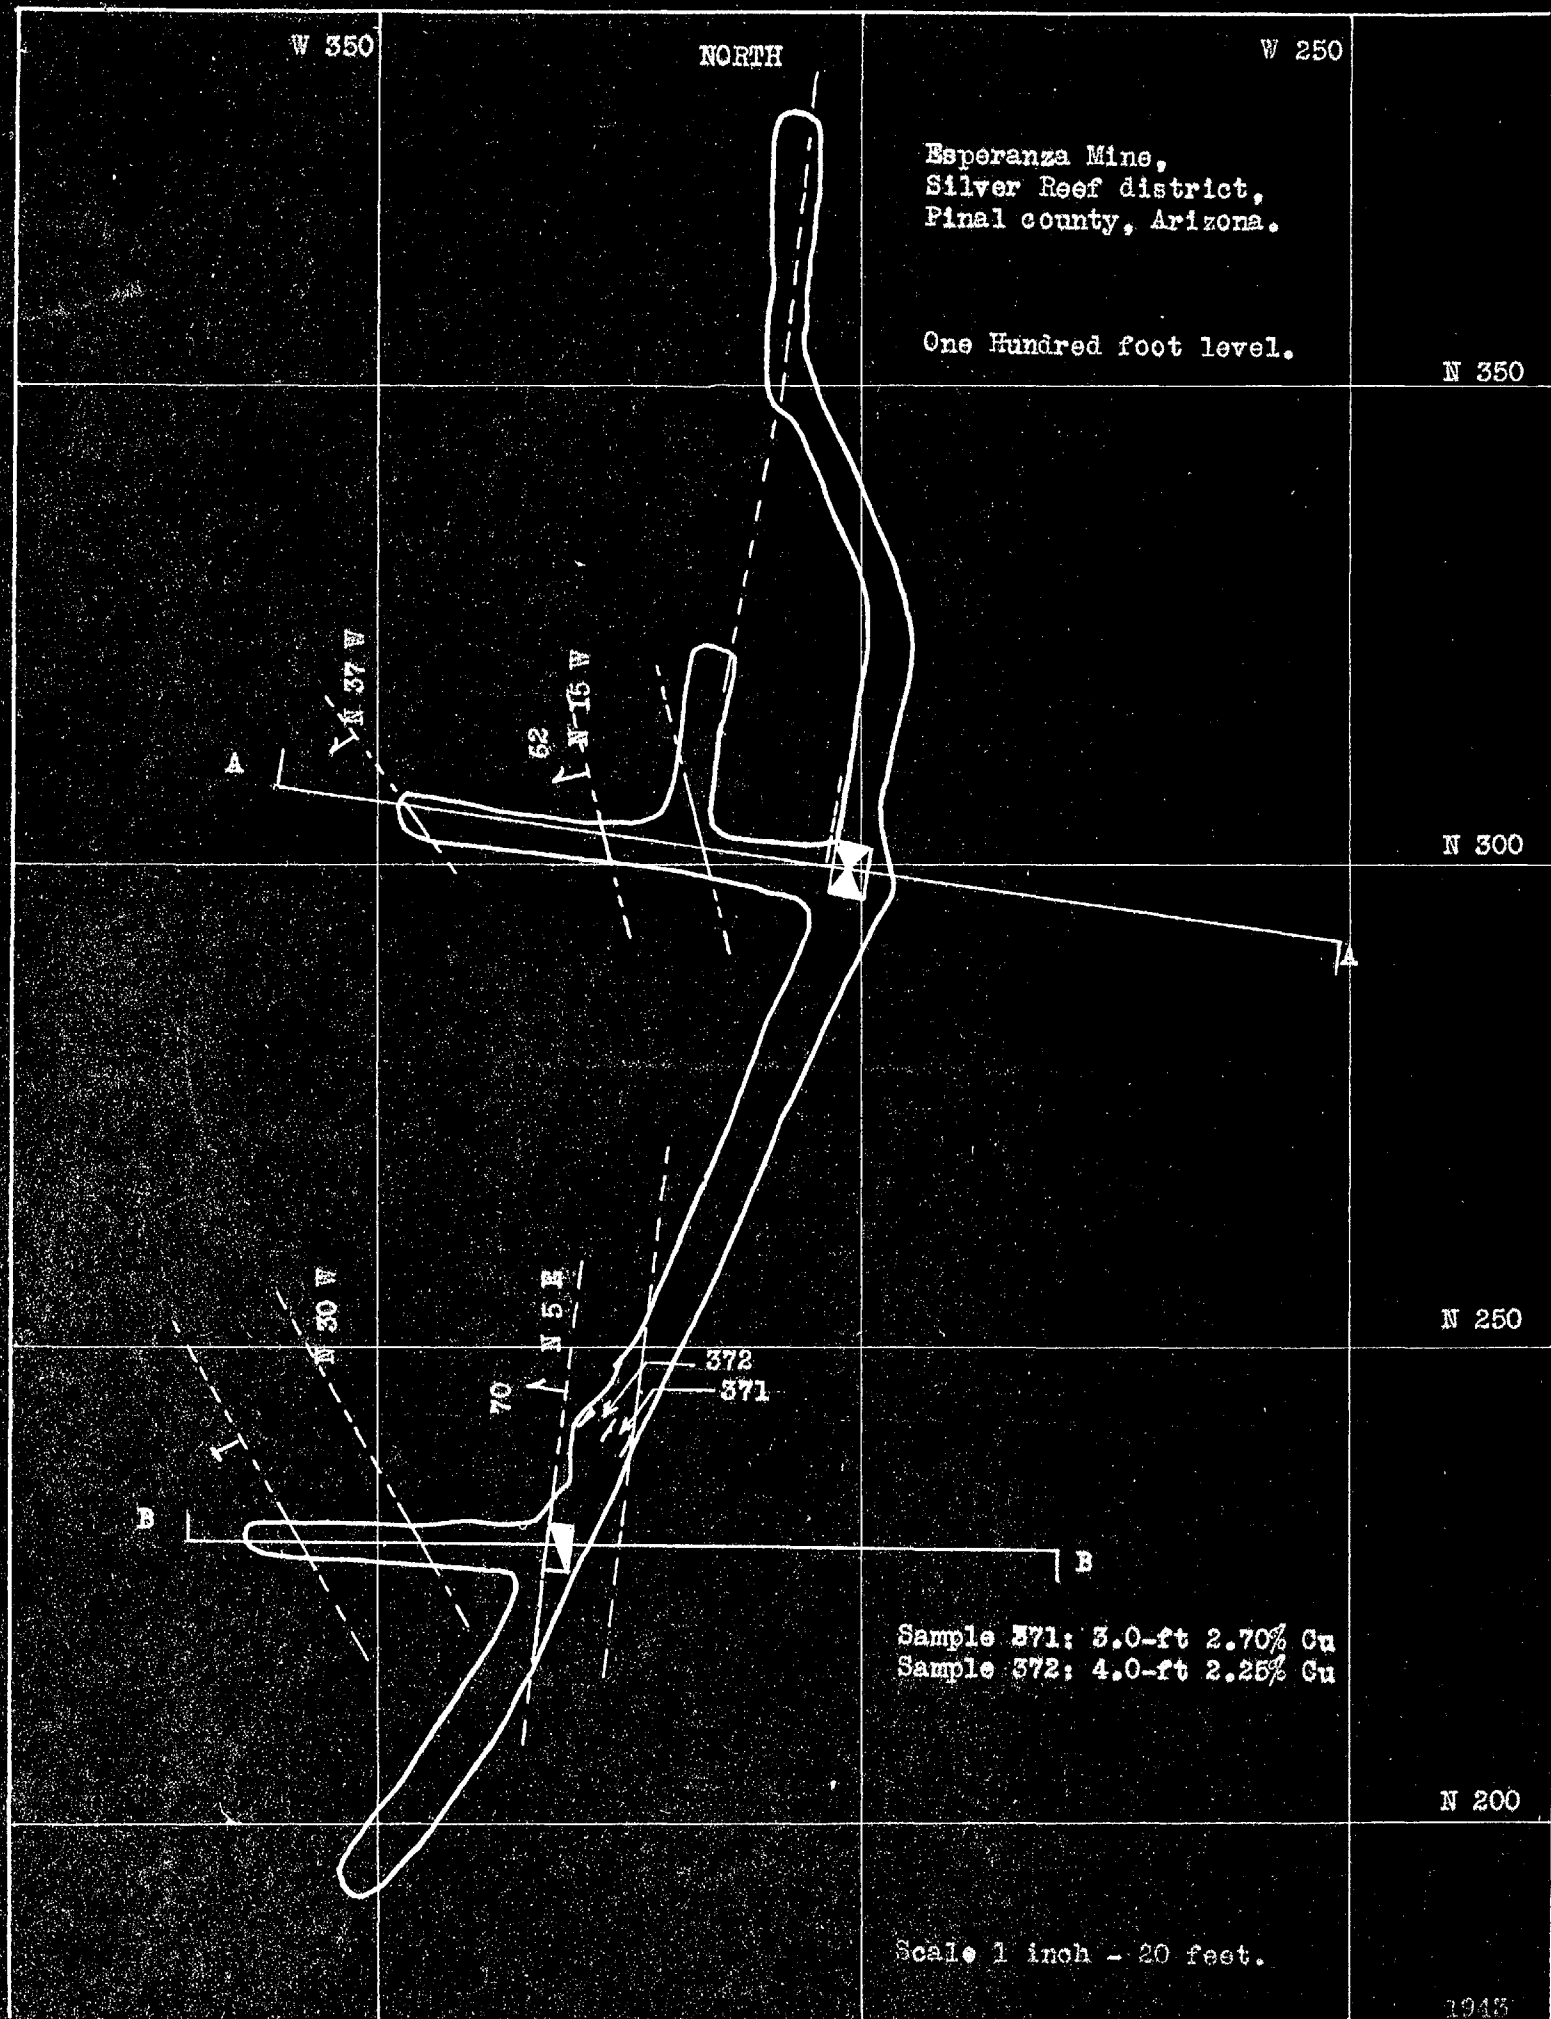 W 350
NORTH
W 250
Esperanza Mine,
Silver Reef district,
Pinal county, Arizona.
One Hundred foot level.
N 350
N 37 W
52
N 15 W
A
N 300
A
N 30 W
N 5 E
N 250
372
371
70
B
B
Sample 371: 3.0-ft 2.70% Cu
Sample 372: 4.0-ft 2.25% Cu
N 200
Scale 1 inch - 20 feet.